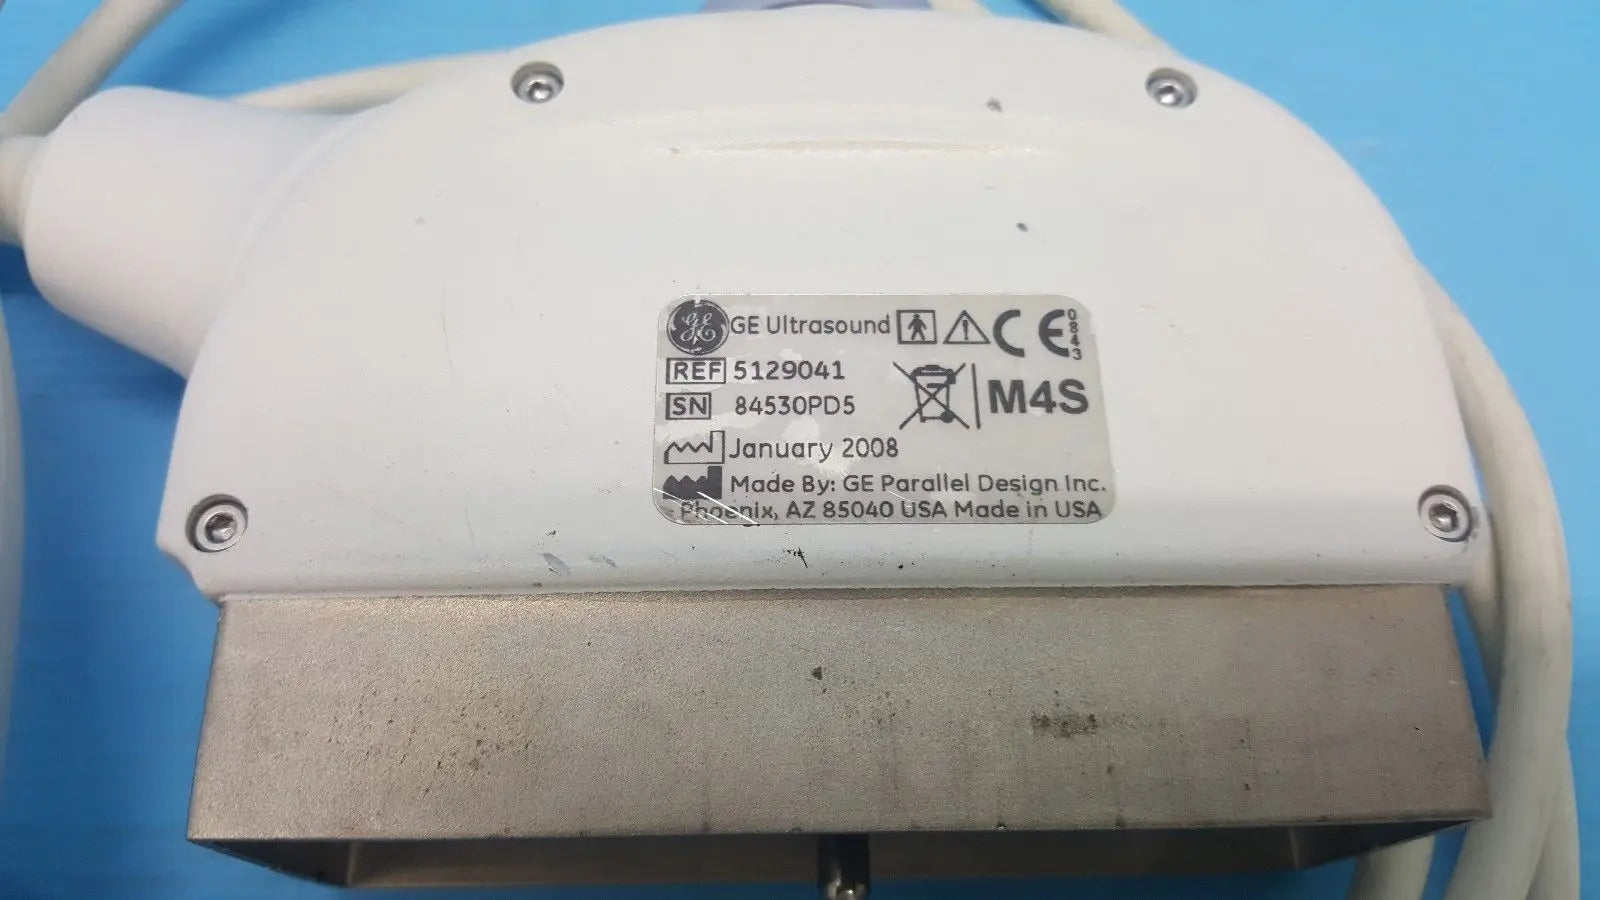 GE GE Ultrasound CE 0843
REF 5129041
SN 84530PD5 M4S
January 2008
Made By: GE Parallel Design Inc.
Phoenix, AZ 85040 USA Made in USA